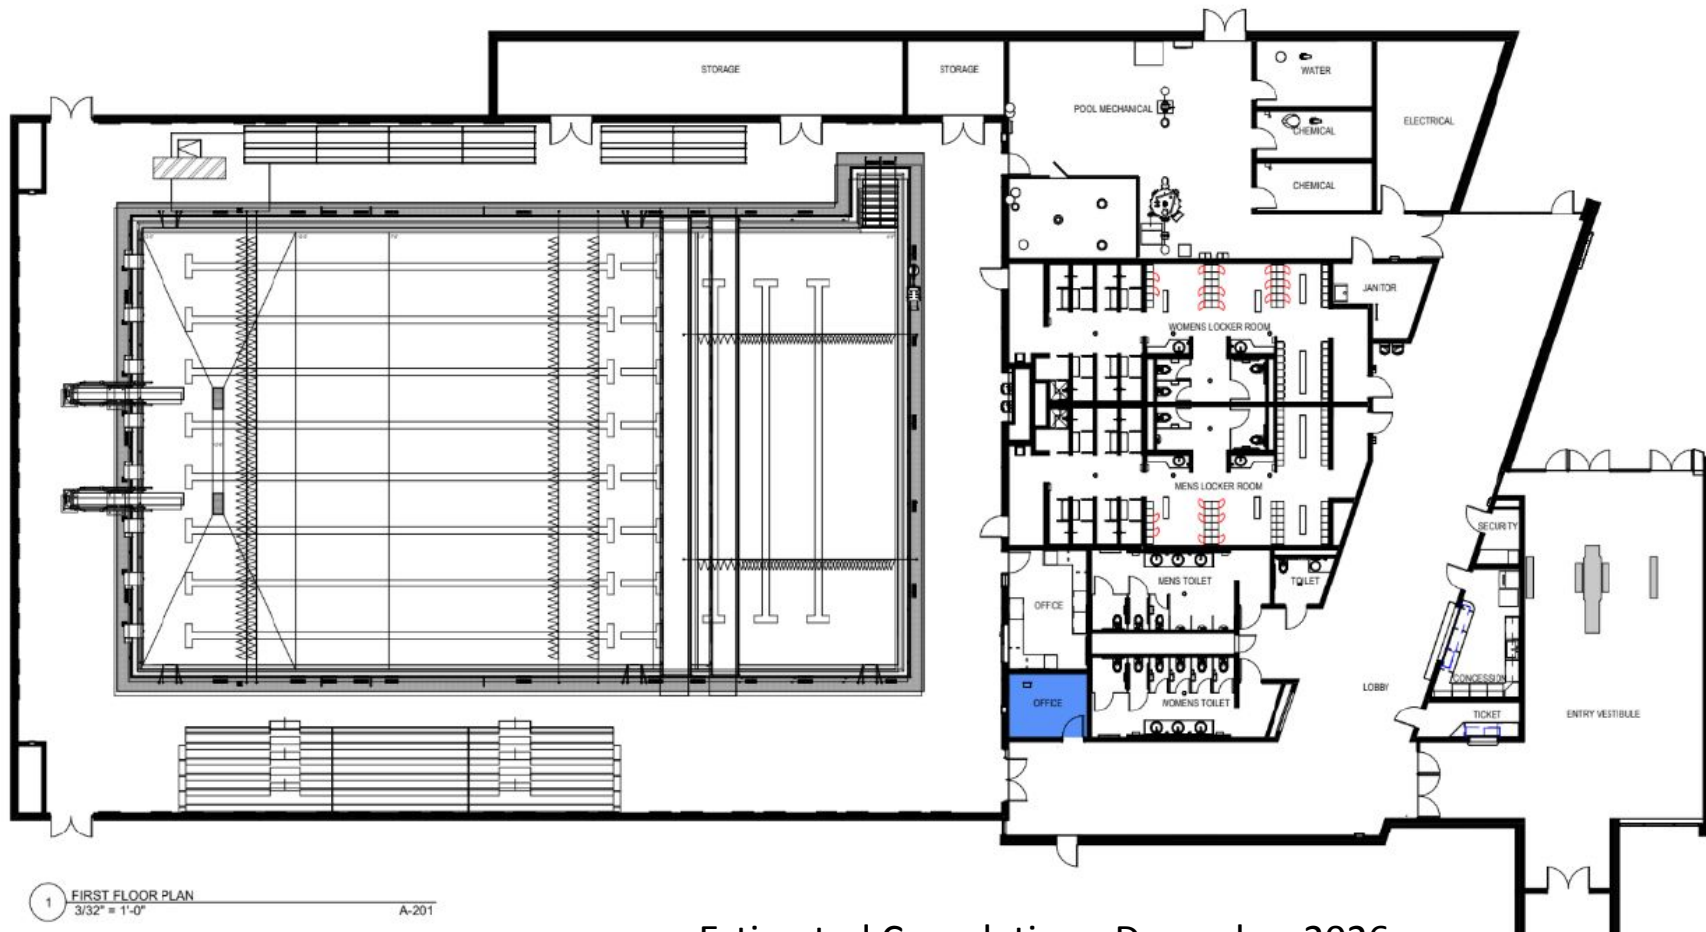 STORAGE
STORAGE
WATER
POOL MECHANICAL
CHEMICAL
ELECTRICAL
CHEMICAL
JANITOR
WOMENS LOCKER ROOM
MENS LOCKER ROOM
SECURITY
MENS TOILET
TOILET
OFFICE
CONCESSION
LOBBY
OFFICE
WOMENS TOILET
TICKET
ENTRY VESTIBULE
1
FIRST FLOOR PLAN
3/32" = 1'-0"
A-201